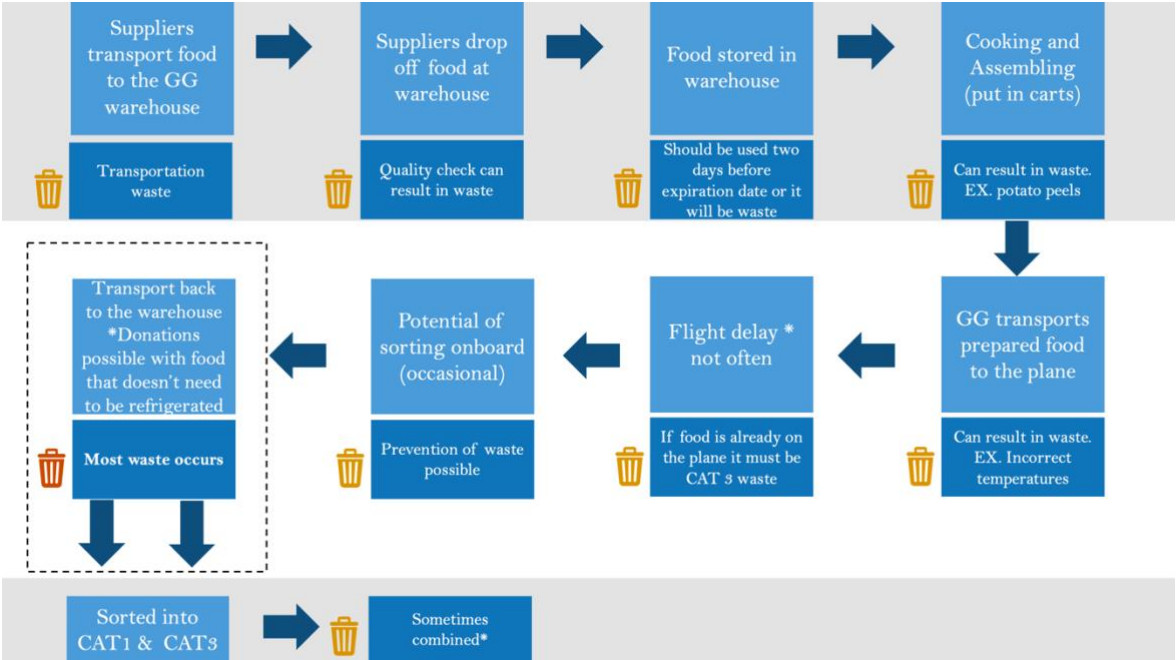 Suppliers
transport food
to the GG
warehouse
Transportation
waste
Suppliers drop
off food at
warehouse
Quality check can
result in waste
Food stored in
warehouse
Should be used two
days before
expiration date or it
will be waste
Cooking and
Assembling
(put in carts)
Can result in waste.
EX. potato peels
GG transports
prepared food
to the plane
Can result in waste.
EX. Incorrect
temperatures
Flight delay *
not often
If food is already on
the plane it must be
CAT 3 waste
Potential of
sorting onboard
(occasional)
Prevention of waste
possible
Transport back
to the warehouse
*Donations
possible with food
that doesn't need
to be refrigerated
Most waste occurs
Sorted into
CAT1 & CAT3
Sometimes
combined*